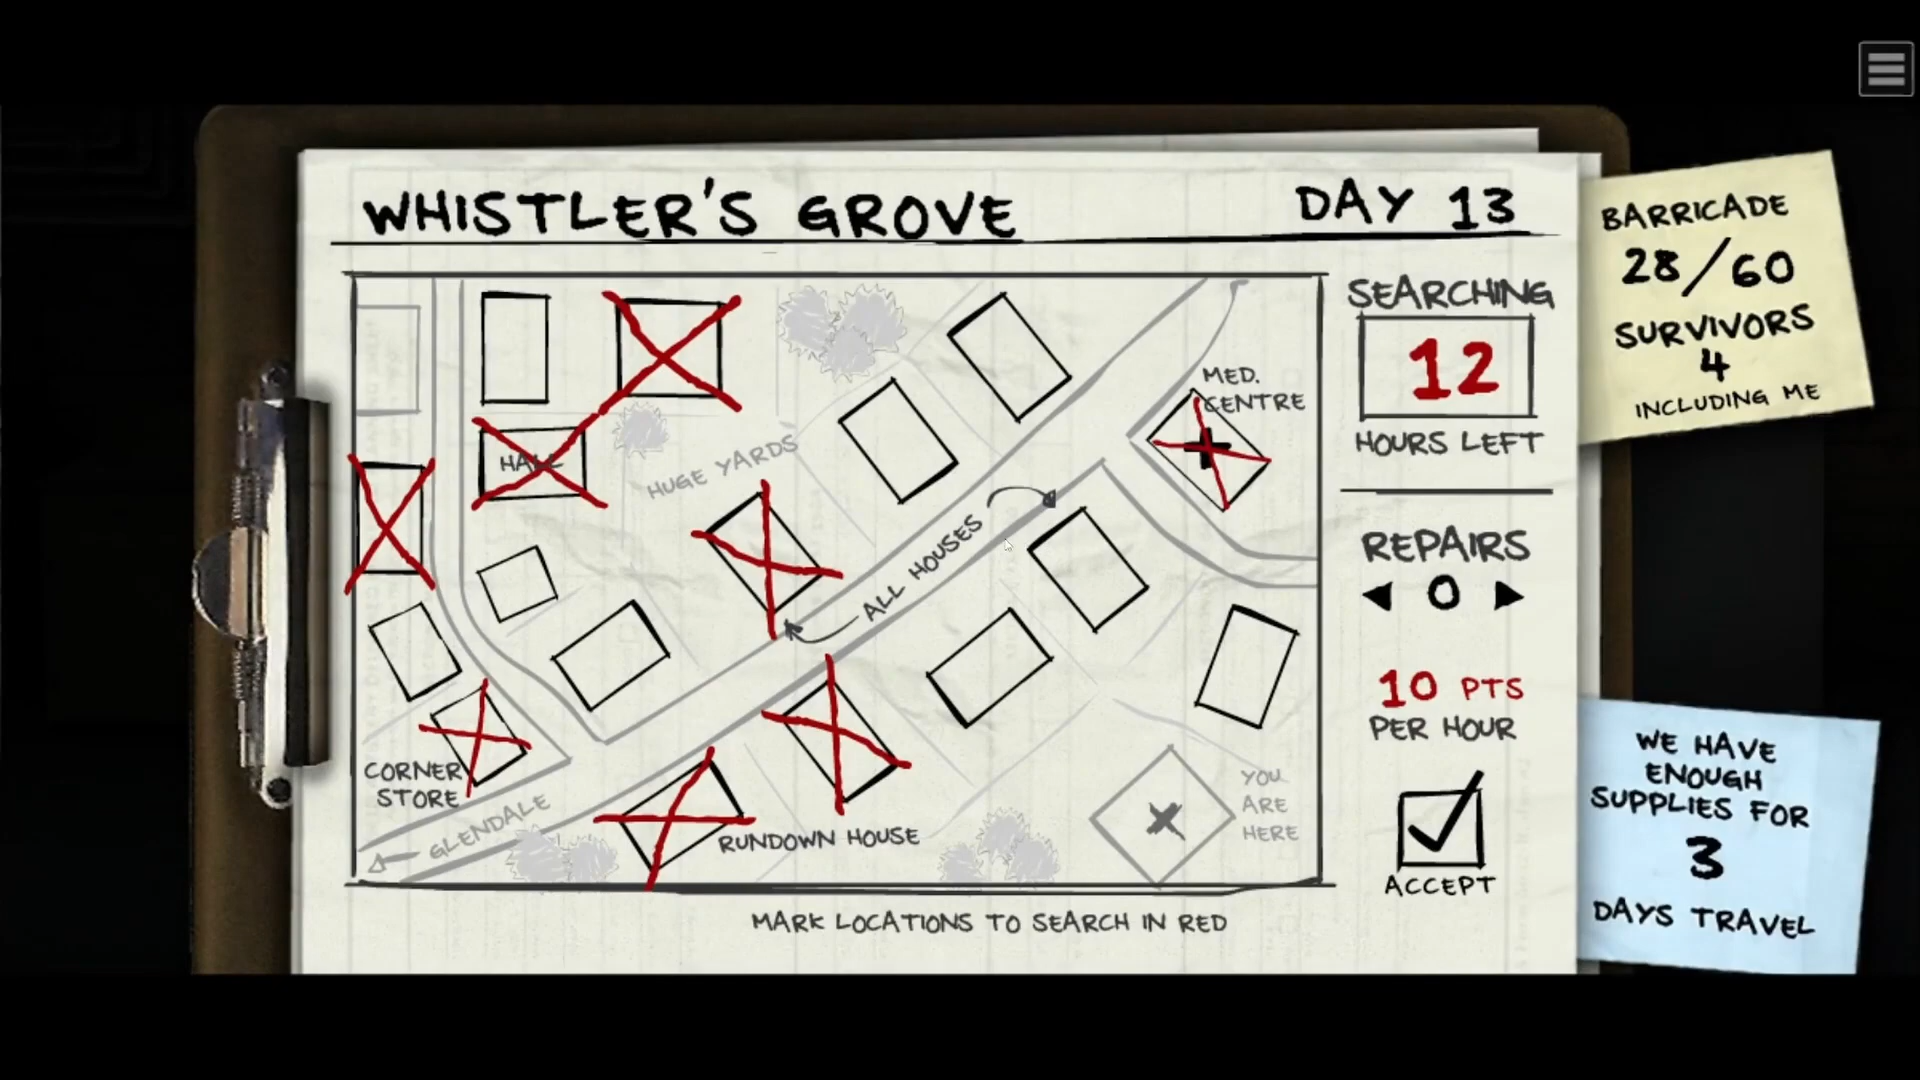 WHISTLER'S GROVE
DAY 13
BARRICADE
28/60
SURVIVORS
4
INCLUDING ME
SEARCHING
12
HOURS LEFT
MED.
CENTRE
HALL
HUGE YARDS
ALL HOUSES
REPAIRS
0
10 PTS
PER HOUR
CORNER
STORE
GLENDALE
RUNDOWN HOUSE
YOU
ARE
HERE
ACCEPT
MARK LOCATIONS TO SEARCH IN RED
WE HAVE
ENOUGH
SUPPLIES FOR
3
DAYS TRAVEL